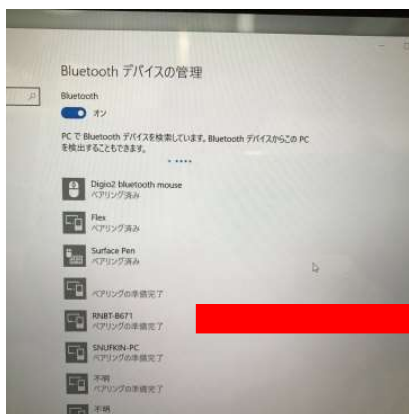 Bluetooth デバイスの管理
Bluetooth
オン
PC で Bluetooth デバイスを検索しています。Bluetooth デバイスからこの PC
を検出することもできます。
Digio2 bluetooth mouse
ペアリング済み
Flex
ペアリング済み
Surface Pen
ペアリング済み
ペアリングの準備完了
RNBT-B671
ペアリングの準備完了
SNUFKIN-PC
ペアリングの準備完了
不明
ペアリングの準備完了
不明